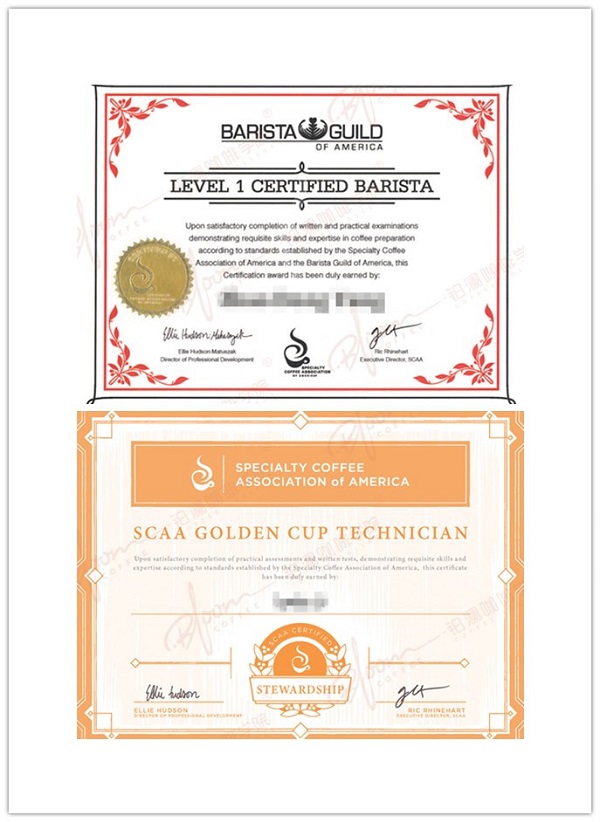 BARISTA GUILD
OF AMERICA
LEVEL 1 CERTIFIED BARISTA
Upon satisfactory completion of written and practical examinations
demonstrating requisite skills and expertise in coffee preparation
according to standards established by the Specialty Coffee
Association of America and the Barista Guild of America, this
Certification award has been duly earned by:
Ellie Hudson-Matuszak
Director of Professional Development
SPECIALTY
COFFEE ASSOCIATION
OF AMERICA
Ric Rhinehart
Executive Director, SCAA
SPECIALTY COFFEE
ASSOCIATION of AMERICA
SCAA GOLDEN CUP TECHNICIAN
Upon satisfactory completion of practical assessments and written tests, demonstrating requisite skills and
expertise according to standards established by the Specialty Coffee Association of America, this certificate
has been duly earned by:
SCAA CERTIFIED
STEWARDSHIP
Ellie Hudson
ELLIE HUDSON
DIRECTOR OF PROFESSIONAL DEVELOPMENT
RIC RHINEHART
EXECUTIVE DIRECTOR, SCAA
Bloom
COFFEE